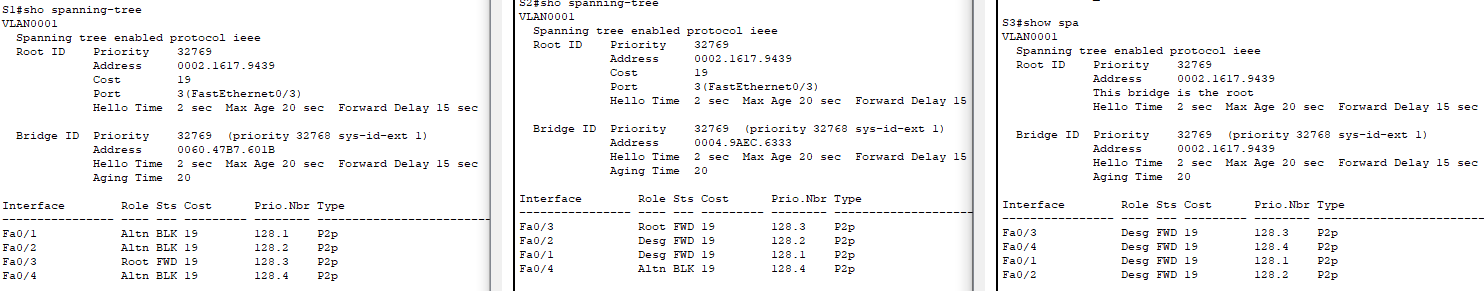 S1#sho spanning-tree
VLAN0001
  Spanning tree enabled protocol ieee
  Root ID    Priority    32769
             Address     0002.1617.9439
             Cost        19
             Port        3(FastEthernet0/3)
             Hello Time  2 sec  Max Age 20 sec  Forward Delay 15 sec

  Bridge ID  Priority    32769  (priority 32768 sys-id-ext 1)
             Address     0060.47B7.601B
             Hello Time  2 sec  Max Age 20 sec  Forward Delay 15 sec
             Aging Time  20

Interface        Role Sts Cost      Prio.Nbr Type
---------------- ---- --- --------- -------- --------------------------------
Fa0/1            Altn BLK 19        128.1    P2p
Fa0/2            Altn BLK 19        128.2    P2p
Fa0/3            Root FWD 19        128.3    P2p
Fa0/4            Altn BLK 19        128.4    P2p

S2#sho spanning-tree
VLAN0001
  Spanning tree enabled protocol ieee
  Root ID    Priority    32769
             Address     0002.1617.9439
             Cost        19
             Port        3(FastEthernet0/3)
             Hello Time  2 sec  Max Age 20 sec  Forward Delay 15

  Bridge ID  Priority    32769  (priority 32768 sys-id-ext 1)
             Address     0004.9AEC.6333
             Hello Time  2 sec  Max Age 20 sec  Forward Delay 15
             Aging Time  20

Interface        Role Sts Cost      Prio.Nbr Type
---------------- ---- --- --------- -------- --------------------
Fa0/3            Root FWD 19        128.3    P2p
Fa0/2            Desg FWD 19        128.2    P2p
Fa0/1            Desg FWD 19        128.1    P2p
Fa0/4            Altn BLK 19        128.4    P2p

S3#show spa
VLAN0001
  Spanning tree enabled protocol ieee
  Root ID    Priority    32769
             Address     0002.1617.9439
             This bridge is the root
             Hello Time  2 sec  Max Age 20 sec  Forward Delay 15 sec

  Bridge ID  Priority    32769  (priority 32768 sys-id-ext 1)
             Address     0002.1617.9439
             Hello Time  2 sec  Max Age 20 sec  Forward Delay 15 sec
             Aging Time  20

Interface        Role Sts Cost      Prio.Nbr Type
---------------- ---- --- --------- -------- ------------------------
Fa0/3            Desg FWD 19        128.3    P2p
Fa0/4            Desg FWD 19        128.4    P2p
Fa0/1            Desg FWD 19        128.1    P2p
Fa0/2            Desg FWD 19        128.2    P2p